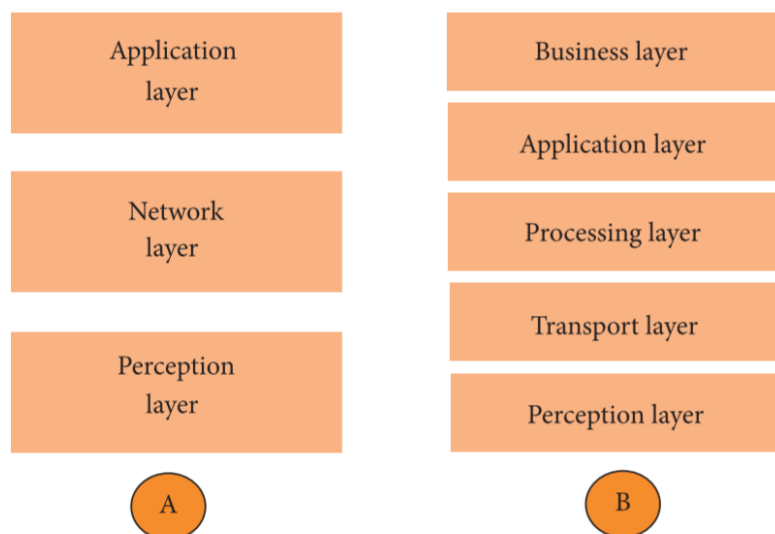 Application
layer
Network
layer
Perception
layer
A
Business layer
Application layer
Processing layer
Transport layer
Perception layer
B